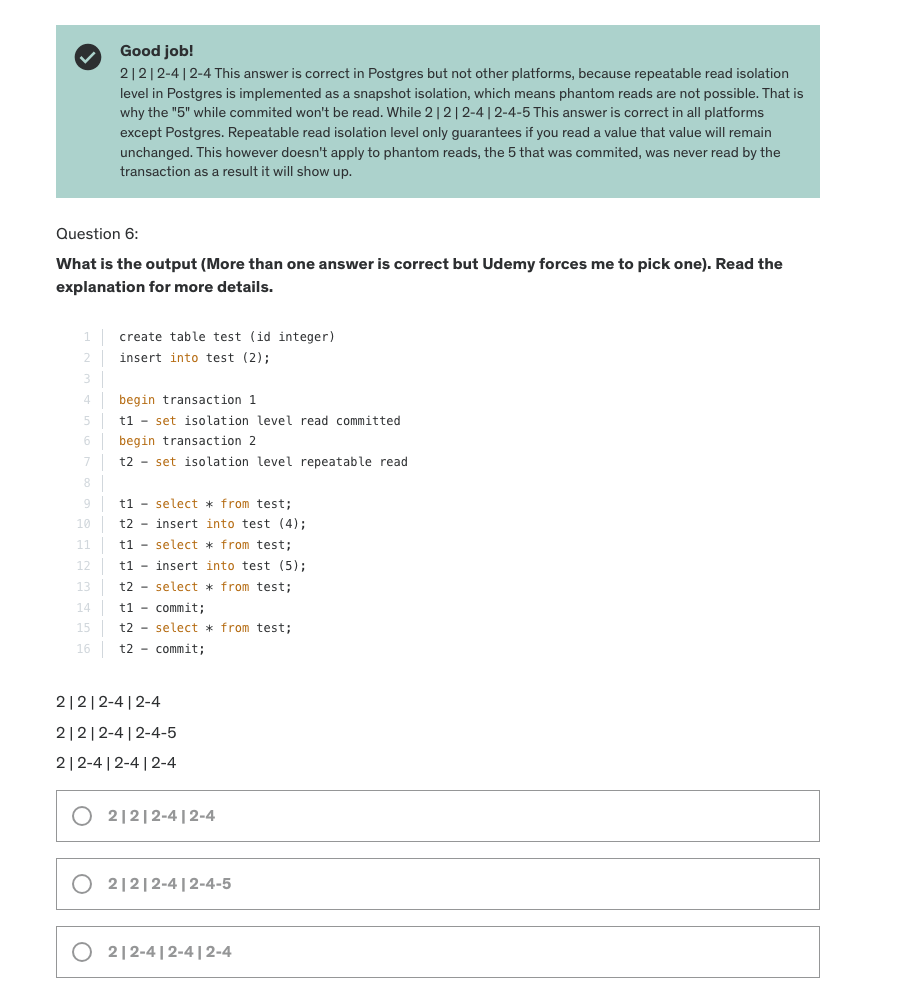 Good job!
2 | 2 | 2-4 | 2-4 This answer is correct in Postgres but not other platforms, because repeatable read isolation
level in Postgres is implemented as a snapshot isolation, which means phantom reads are not possible. That is
why the "5" while commited won't be read. While 2 | 2 | 2-4 | 2-4-5 This answer is correct in all platforms
except Postgres. Repeatable read isolation level only guarantees if you read a value that value will remain
unchanged. This however doesn't apply to phantom reads, the 5 that was commited, was never read by the
transaction as a result it will show up.
Question 6:
What is the output (More than one answer is correct but Udemy forces me to pick one). Read the
explanation for more details.
1 create table test (id integer)
2 insert into test (2);
3
4 begin transaction 1
5 t1 – set isolation level read committed
6 begin transaction 2
7 t2 – set isolation level repeatable read
8
9 t1 – select * from test;
10 t2 – insert into test (4);
11 t1 – select * from test;
12 t1 – insert into test (5);
13 t2 – select * from test;
14 t1 – commit;
15 t2 – select * from test;
16 t2 – commit;
2 | 2 | 2-4 | 2-4
2 | 2 | 2-4 | 2-4-5
2 | 2-4 | 2-4 | 2-4
2 | 2 | 2-4 | 2-4
2 | 2 | 2-4 | 2-4-5
2 | 2-4 | 2-4 | 2-4